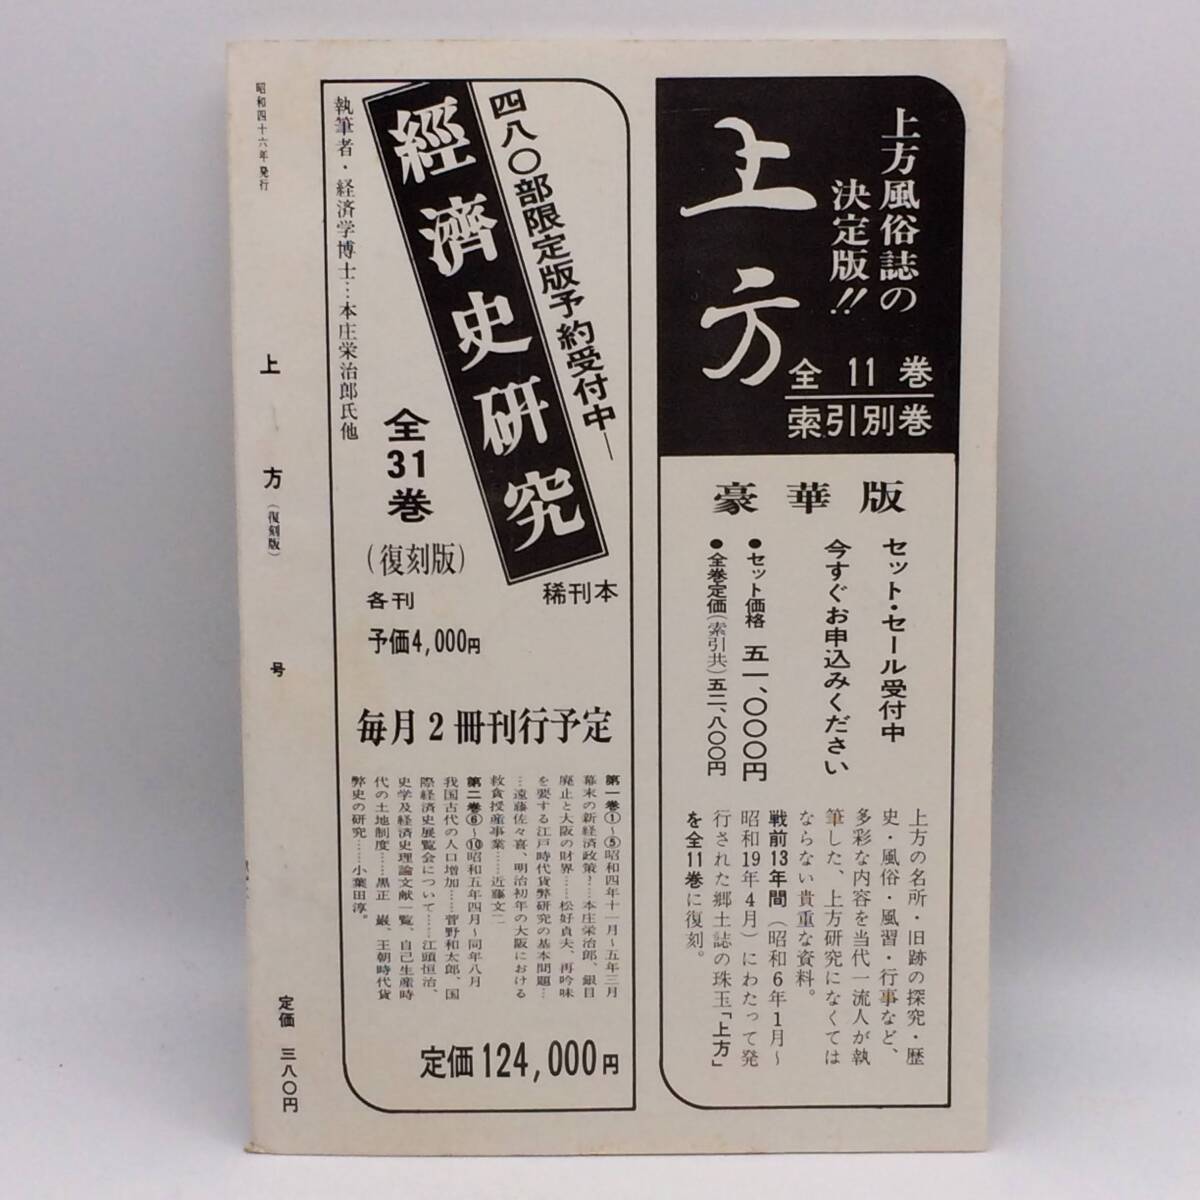 上方風俗誌の
決定版!!
上方
全11巻
索引別巻
豪華版
セット・セール受付中
今すぐお申込みください
●セット価格 五一、〇〇〇円
●全巻定価(索引共)五二、八〇〇円
上方の名所・旧跡の探究・歴
史・風俗・風習・行事など、
多彩な内容を当代一流人が執
筆した、上方研究になくては
ならない貴重な資料。
戦前13年間(昭和6年1月～
昭和19年4月)にわたって発
行された郷土誌の珠玉「上方」
を全11巻に復刻。
四八〇部限定版予約受付中―
經濟史研究
執筆者・経済学博士…本庄栄治郎氏他
全31巻
(復刻版)
稀刊本
各刊
予価4,000円
毎月2冊刊行予定
第一巻①～⑤昭和四年十一月～五年三月
幕末の新経済政策?…本庄栄治郎、銀目
廃止と大阪の財界……松好貞夫、再吟味
を要する江戸時代貨幣研究の基本問題…
…遠藤佐々喜、明治初年の大阪における
救貧授産事業……近藤文二
第二巻⑥～⑩昭和五年四月～同年八月
我国古代の人口増加……菅野和太郎、国
際経済史展覧会について……江頭恒治、
史学及経済史理論文献一覧、自己生産時
代の土地制度……黒正 巌、王朝時代貨
幣史の研究……小葉田淳。
定価124,000円
昭和四十六年発行
上方(復刻版)
号
定価 三八〇円